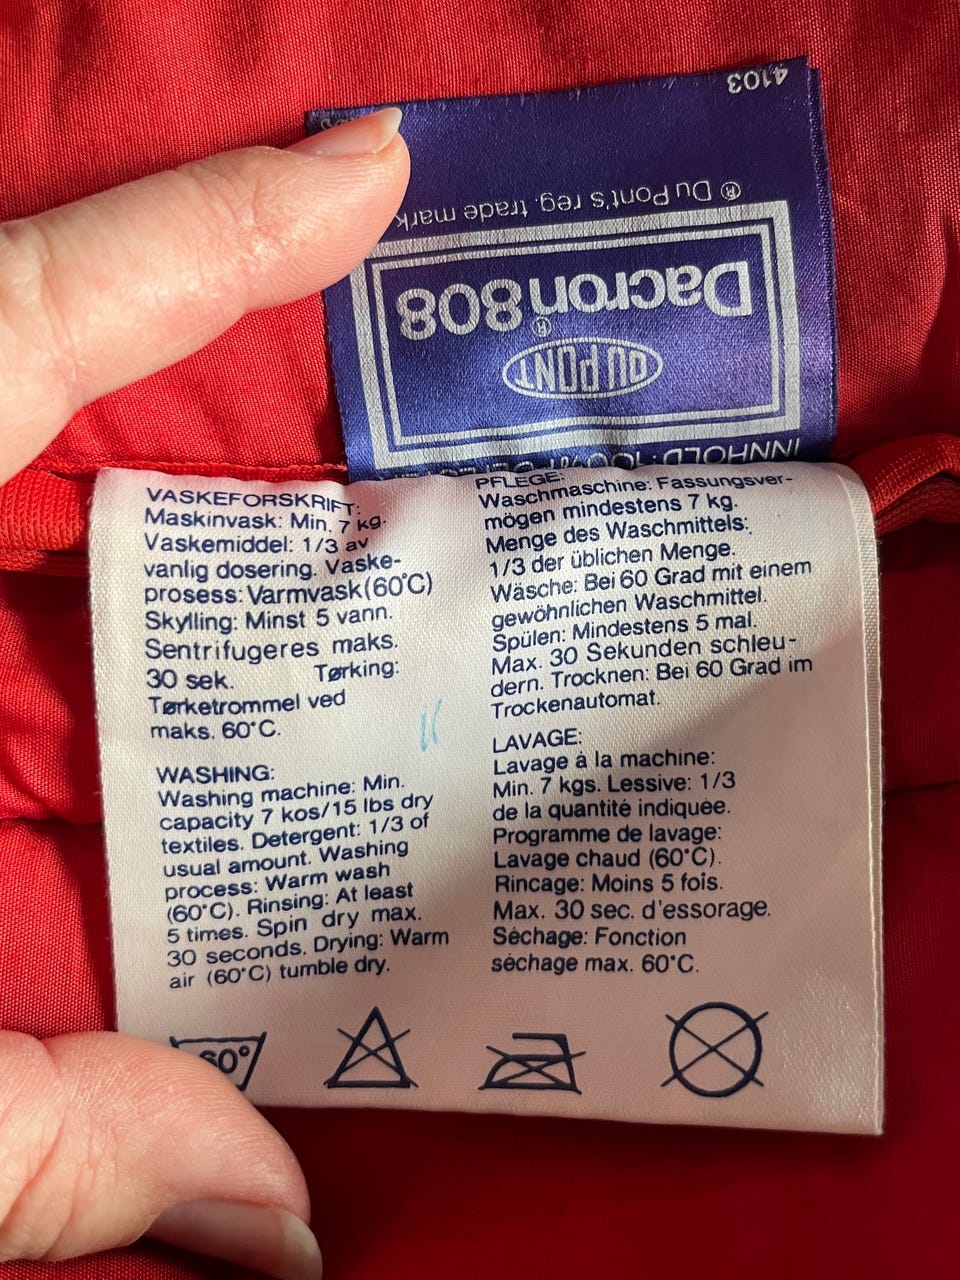 4103
® Du Pont's reg. trade mark
Dacron808
®
DU PONT
INNHOLD: 100%
VASKEFORSKRIFT:
Maskinvask: Min. 7 kg.
Vaskemiddel: 1/3 av
vanlig dosering. Vaske-
prosess: Varmvask (60°C)
Skylling: Minst 5 vann.
Sentrifugeres maks.
30 sek. Tørking:
Tørketrommel ved
maks. 60°C.
WASHING:
Washing machine: Min.
capacity 7 kos/15 lbs dry
textiles. Detergent: 1/3 of
usual amount. Washing
process: Warm wash
(60°C). Rinsing: At least
5 times. Spin dry max.
30 seconds. Drying: Warm
air (60°C) tumble dry.
PFLEGE:
Waschmaschine: Fassungsver-
mögen mindestens 7 kg.
Menge des Waschmittels:
1/3 der üblichen Menge.
Wäsche: Bei 60 Grad mit einem
gewöhnlichen Waschmittel.
Spülen: Mindestens 5 mal.
Max. 30 Sekunden schleu-
dern. Trocknen: Bei 60 Grad im
Trockenautomat.
LAVAGE:
Lavage à la machine:
Min. 7 kgs. Lessive: 1/3
de la quantité indiquée.
Programme de lavage:
Lavage chaud (60°C).
Rincage: Moins 5 fois.
Max. 30 sec. d'essorage.
Séchage: Fonction
séchage max. 60°C.
60°